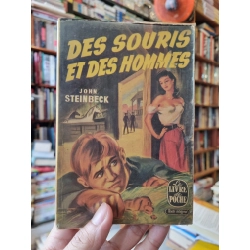 DES SOURIS
ET DES HOMMES
JOHN
STEINBECK
LE LIVRE
DE POCHE